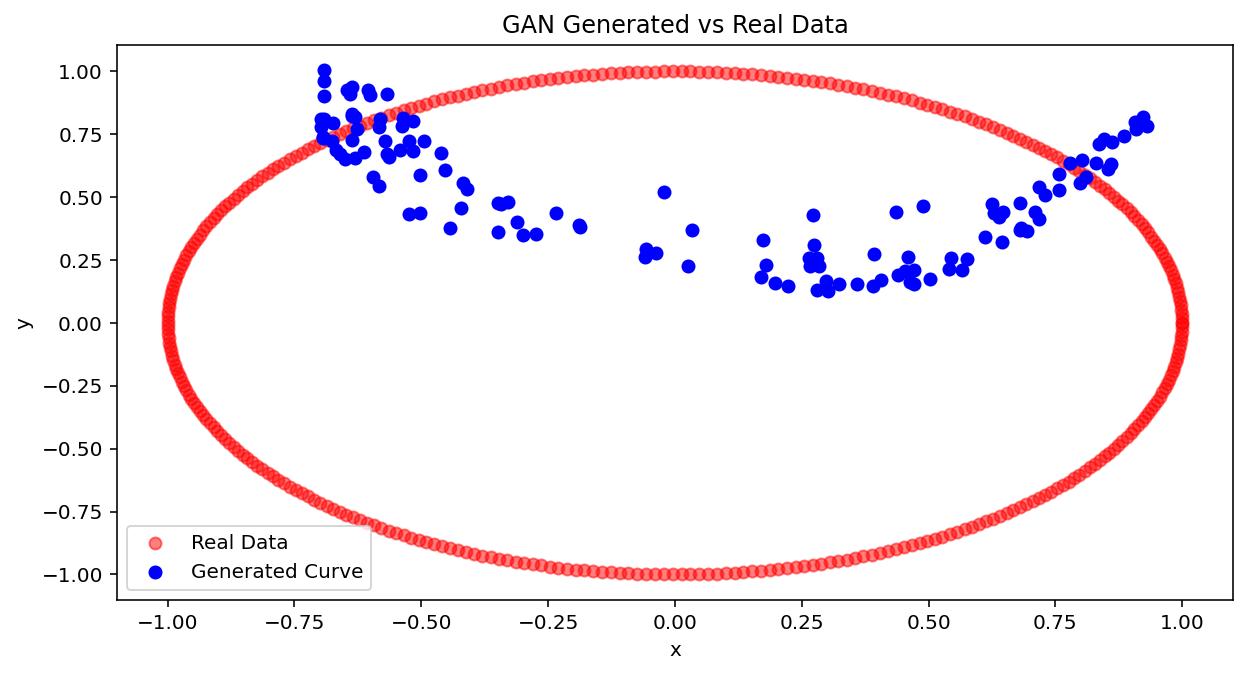 GAN Generated vs Real Data
1.00
0.75
0.50
0.25
0.00
−0.25
−0.50
−0.75
−1.00
y
Real Data
Generated Curve
−1.00 −0.75 −0.50 −0.25 0.00 0.25 0.50 0.75 1.00
x